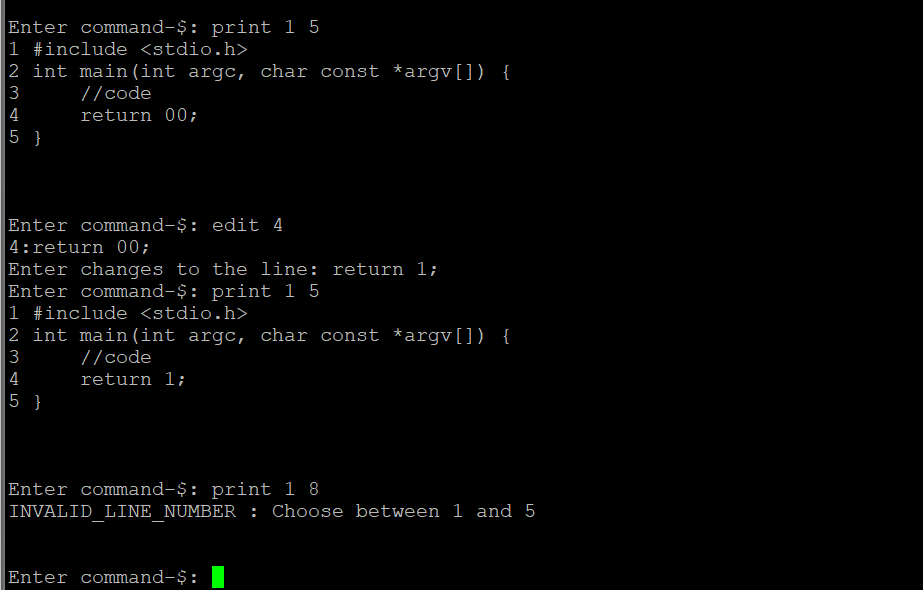 Enter command-$: print 1 5
1 #include <stdio.h>
2 int main(int argc, char const *argv[]) {
3     //code
4     return 00;
5 }
Enter command-$: edit 4
4:return 00;
Enter changes to the line: return 1;
Enter command-$: print 1 5
1 #include <stdio.h>
2 int main(int argc, char const *argv[]) {
3     //code
4     return 1;
5 }
Enter command-$: print 1 8
INVALID_LINE_NUMBER : Choose between 1 and 5
Enter command-$: